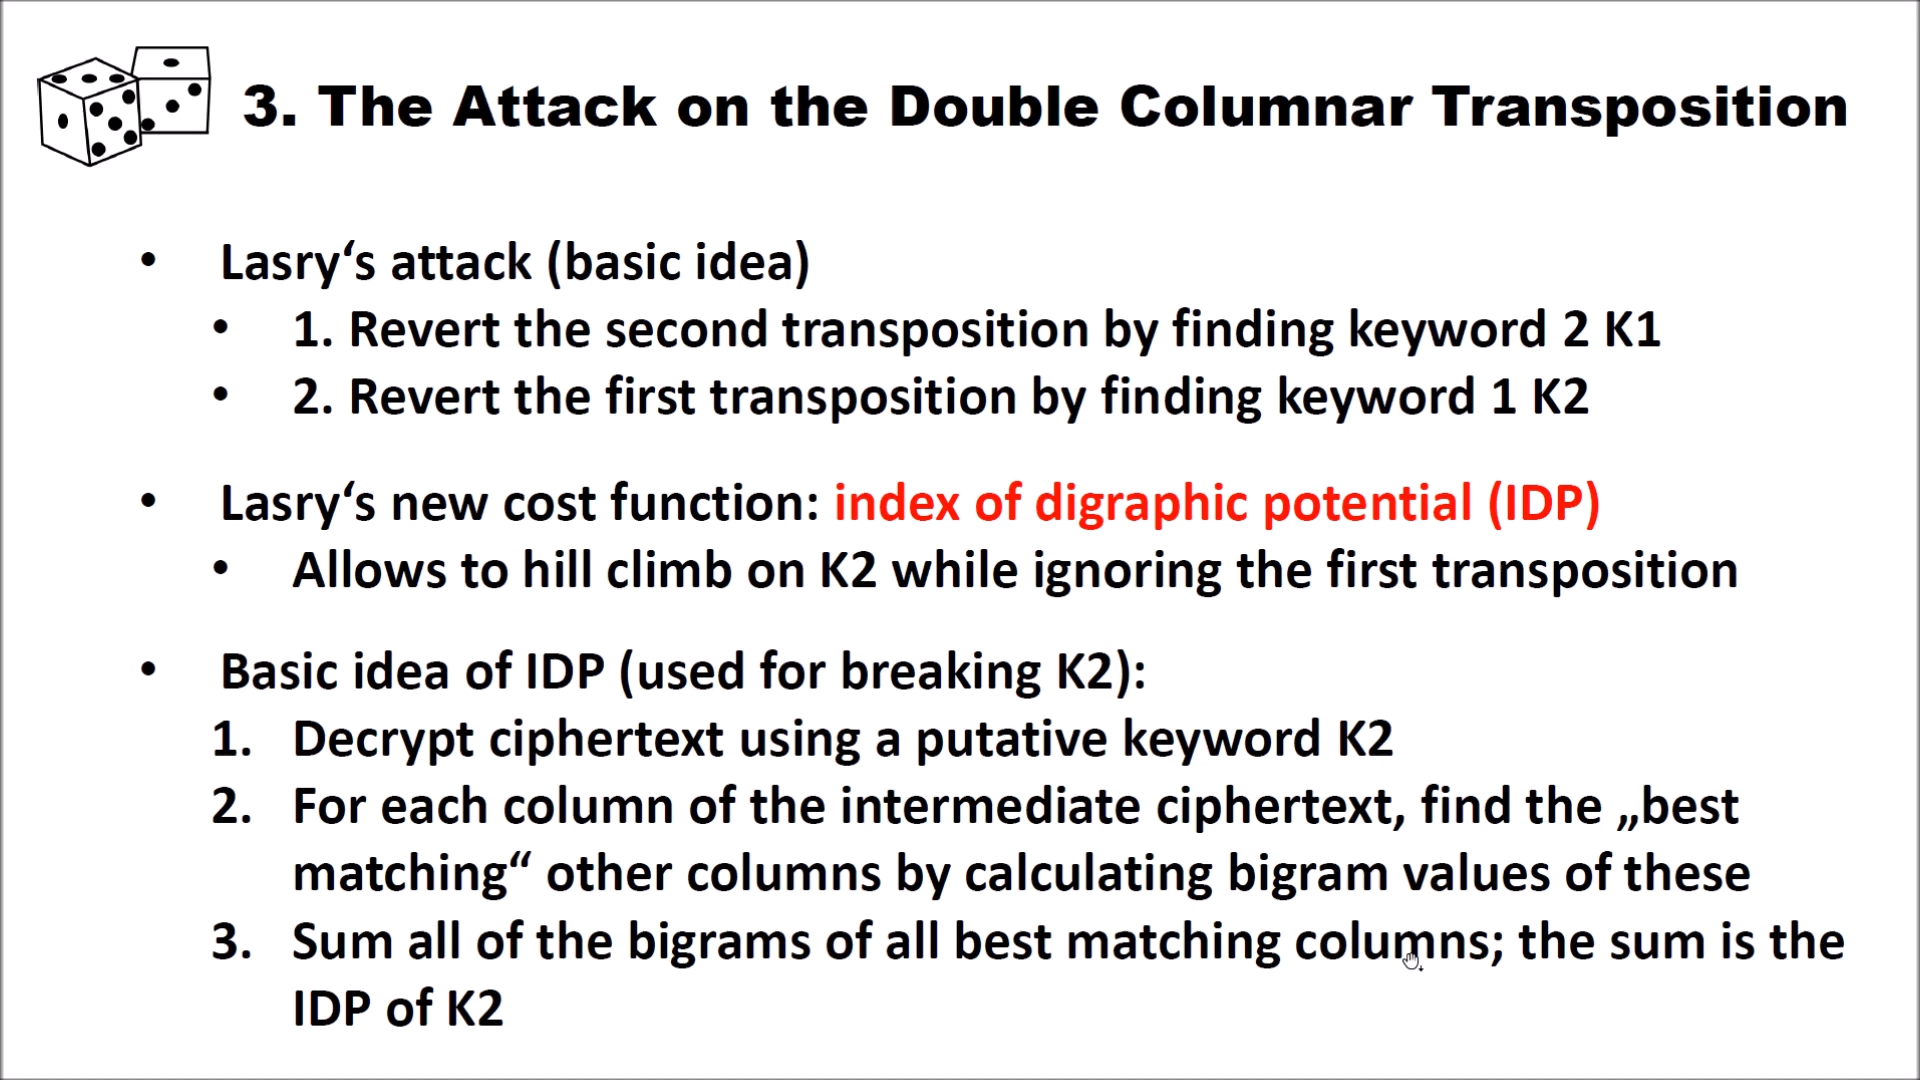 3. The Attack on the Double Columnar Transposition
• Lasry‘s attack (basic idea)
• 1. Revert the second transposition by finding keyword 2 K1
• 2. Revert the first transposition by finding keyword 1 K2
• Lasry‘s new cost function: index of digraphic potential (IDP)
• Allows to hill climb on K2 while ignoring the first transposition
• Basic idea of IDP (used for breaking K2):
1. Decrypt ciphertext using a putative keyword K2
2. For each column of the intermediate ciphertext, find the „best
matching“ other columns by calculating bigram values of these
3. Sum all of the bigrams of all best matching columns; the sum is the
IDP of K2